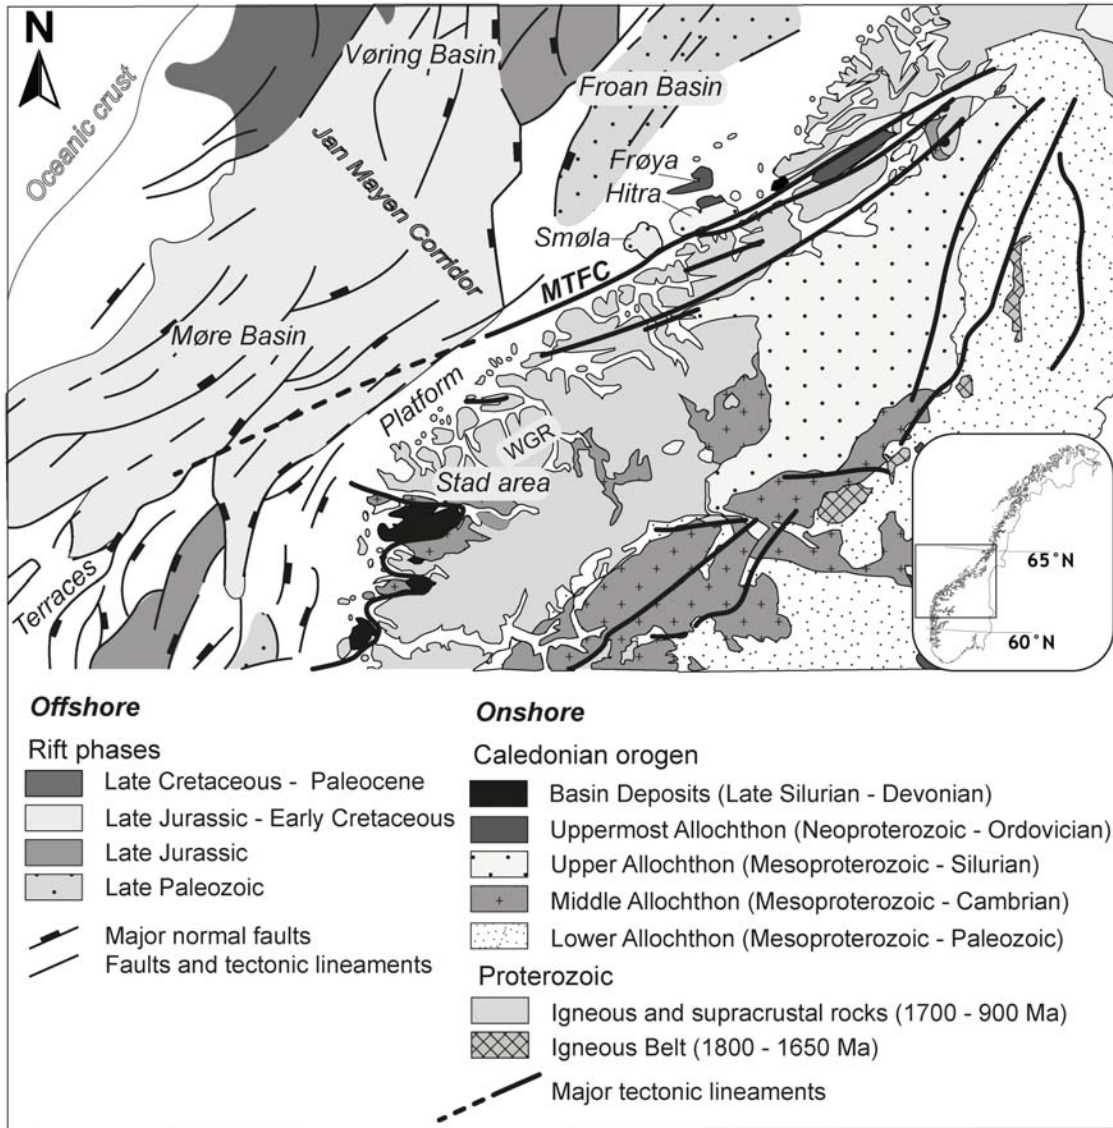 N
Oceanic crust
Vøring Basin
Froan Basin
Jan Mayen Corridor
Frøya
Hitra
Smøla
MTFC
Møre Basin
Platform
WGR
Stad area
Terraces
65°N
60°N
Offshore
Rift phases
Late Cretaceous - Paleocene
Late Jurassic - Early Cretaceous
Late Jurassic
Late Paleozoic
Major normal faults
Faults and tectonic lineaments
Onshore
Caledonian orogen
Basin Deposits (Late Silurian - Devonian)
Uppermost Allochthon (Neoproterozoic - Ordovician)
Upper Allochthon (Mesoproterozoic - Silurian)
Middle Allochthon (Mesoproterozoic - Cambrian)
Lower Allochthon (Mesoproterozoic - Paleozoic)
Proterozoic
Igneous and supracrustal rocks (1700 - 900 Ma)
Igneous Belt (1800 - 1650 Ma)
Major tectonic lineaments